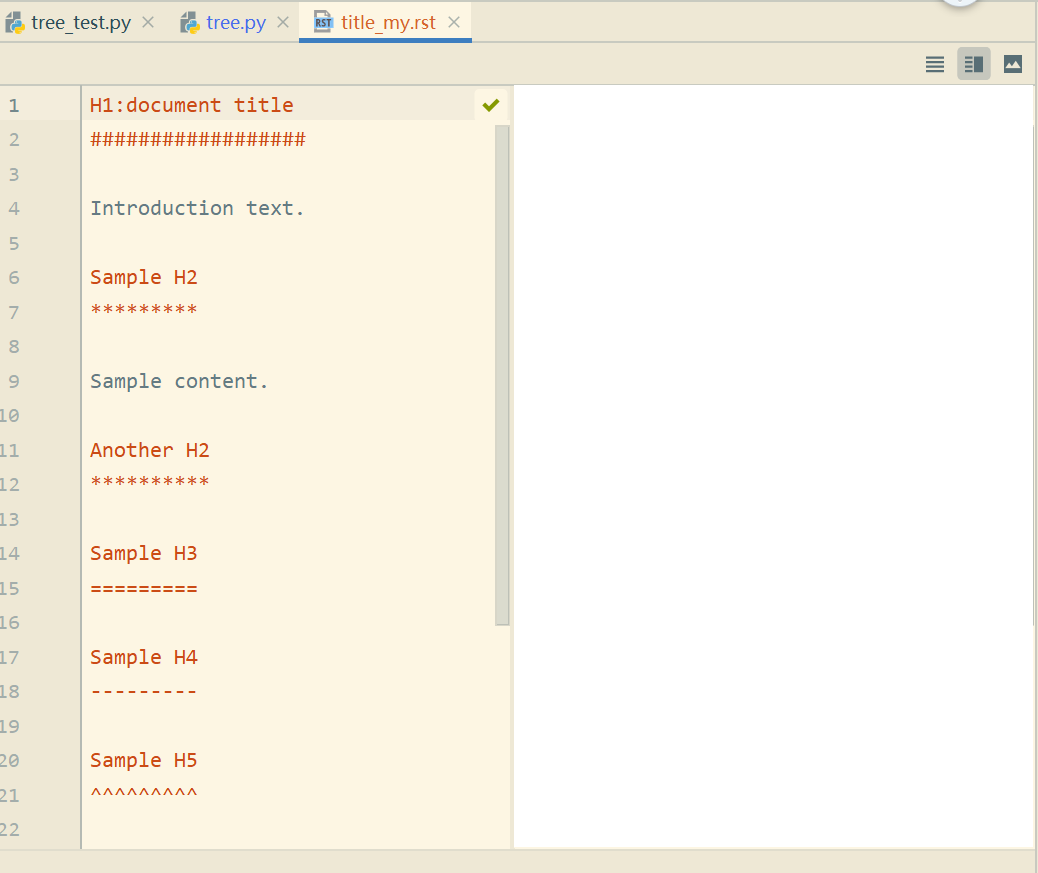 tree_test.py tree.py RST title_my.rst
1 H1:document title
2 ##################
3
4 Introduction text.
5
6 Sample H2
7 *********
8
9 Sample content.
10
11 Another H2
12 **********
13
14 Sample H3
15 =========
16
17 Sample H4
18 ---------
19
20 Sample H5
21 ^^^^^^^^^
22